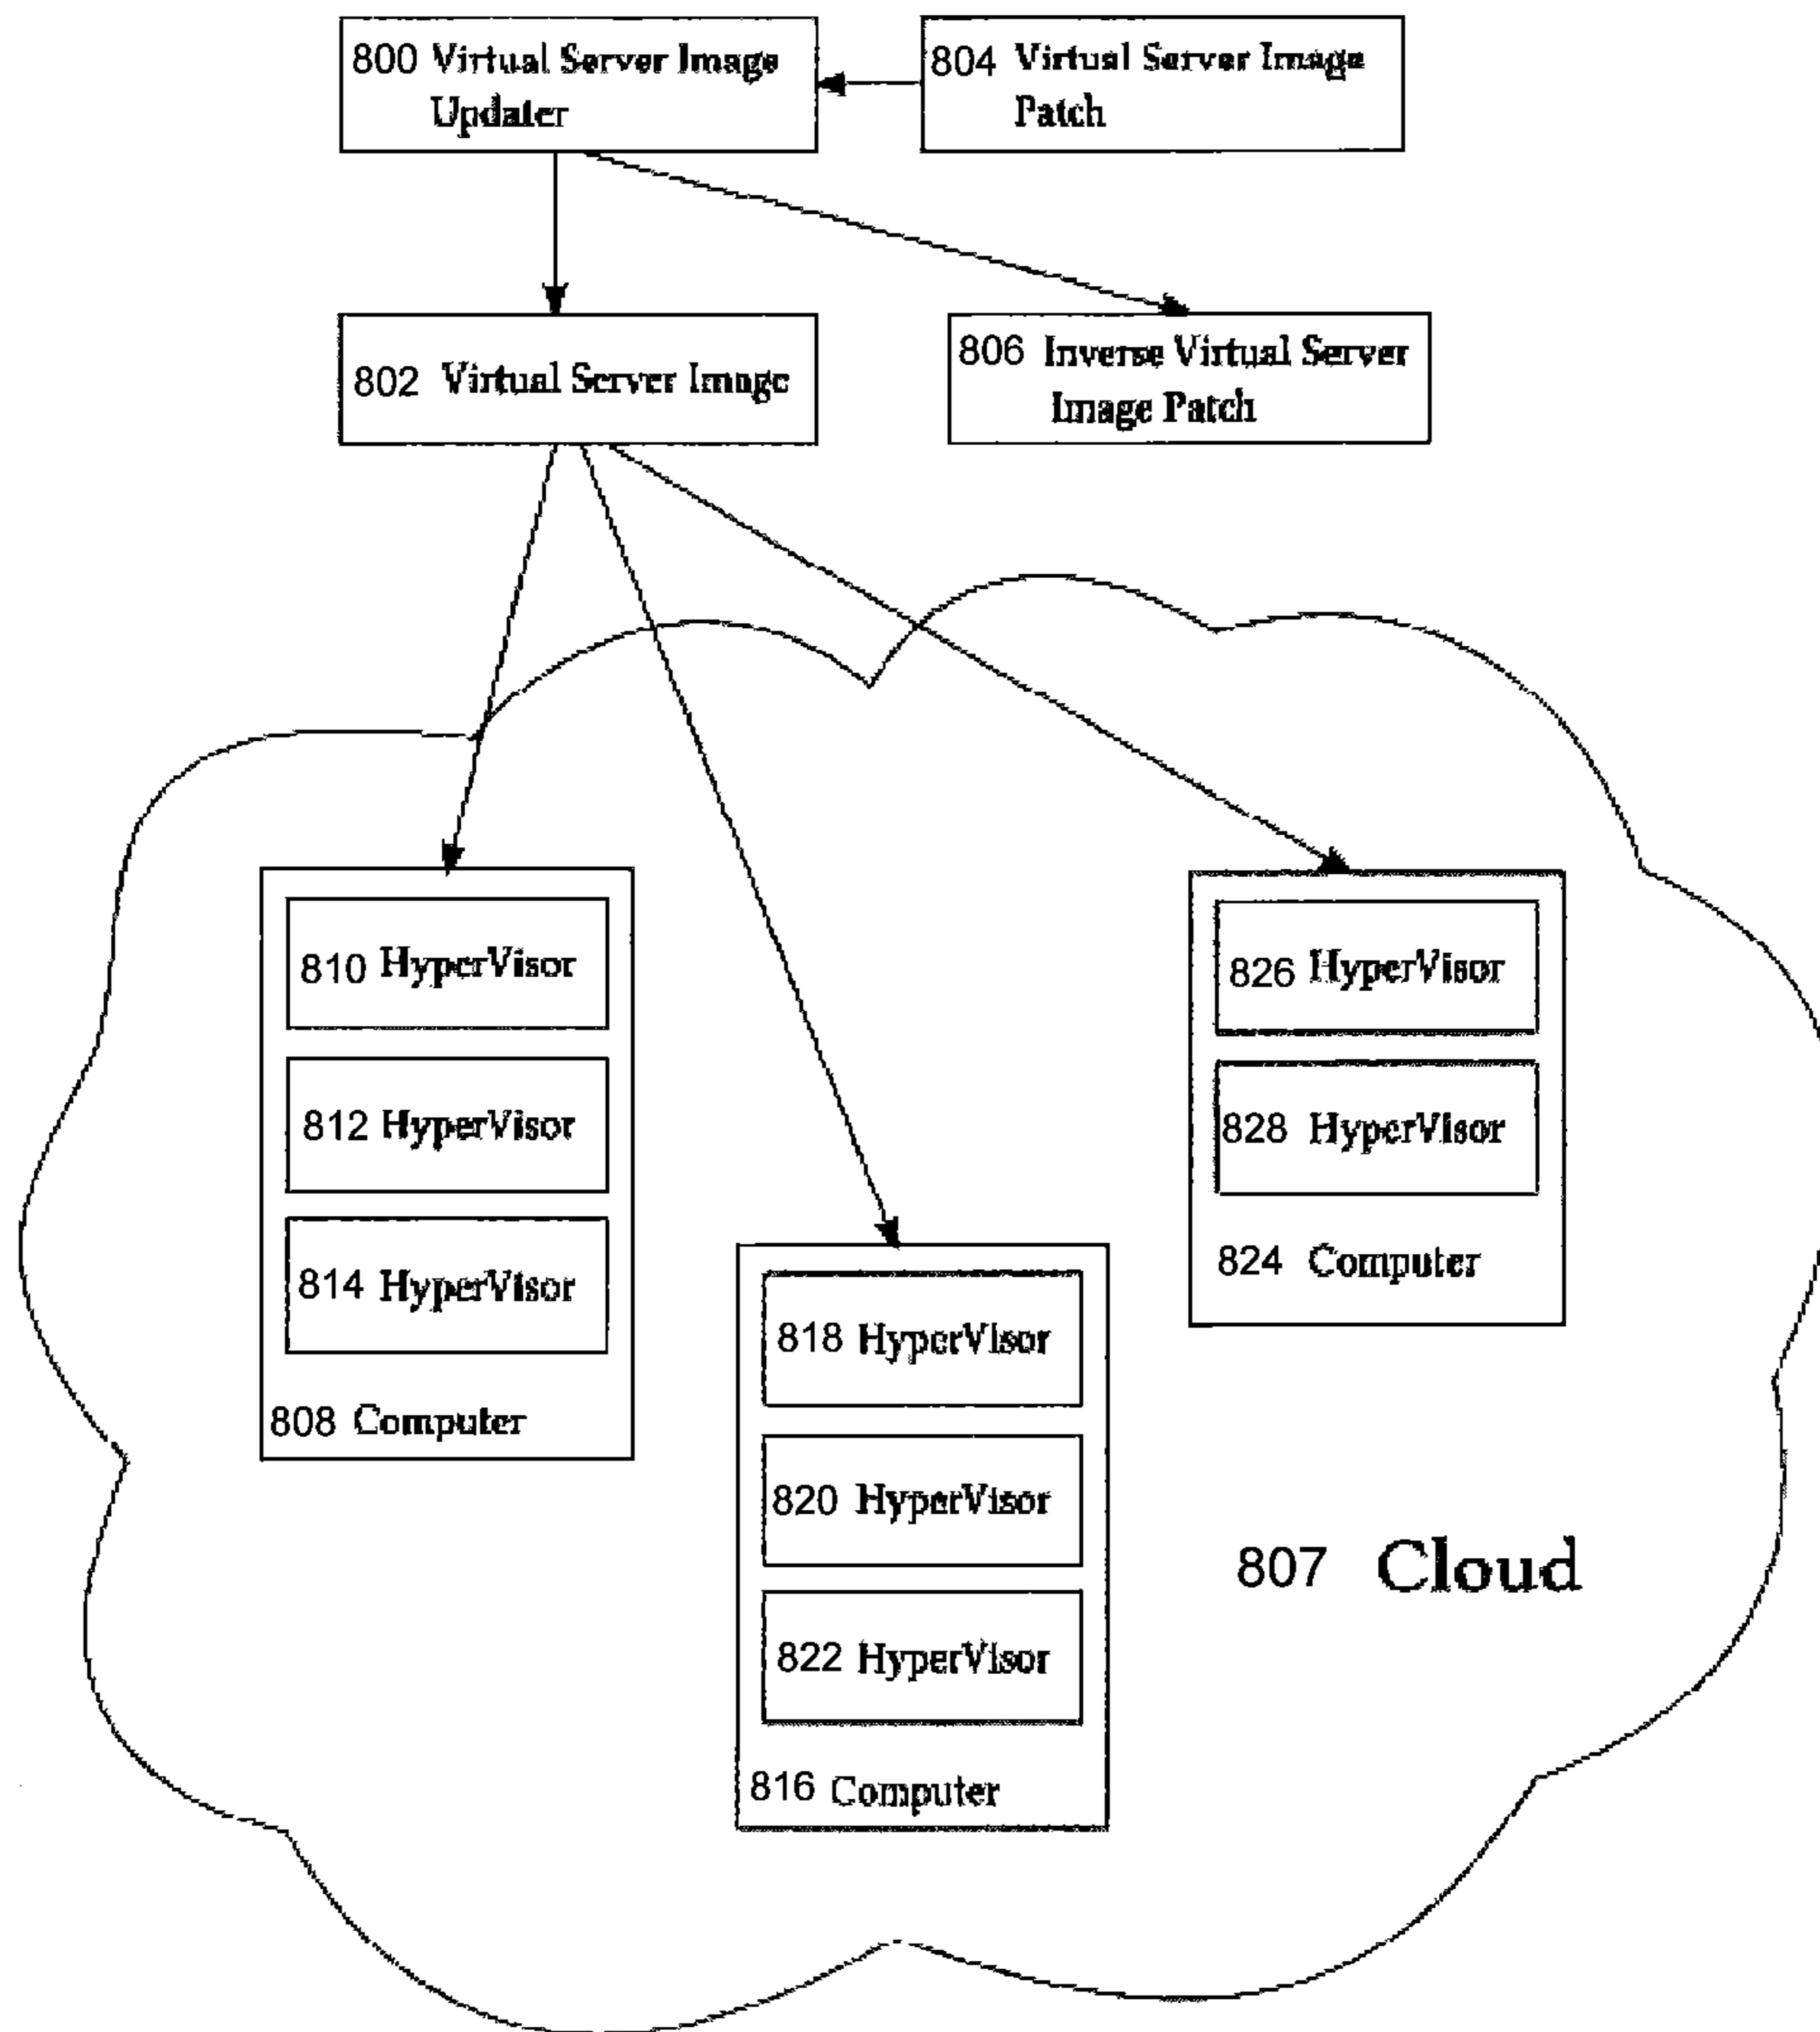 800 Virtual Server Image
Updater
804 Virtual Server Image
Patch
802 Virtual Server Image
806 Inverse Virtual Server
Image Patch
810 HyperVisor
812 HyperVisor
814 HyperVisor
808 Computer
818 HyperVisor
820 HyperVisor
822 HyperVisor
816 Computer
826 HyperVisor
828 HyperVisor
824 Computer
807 Cloud